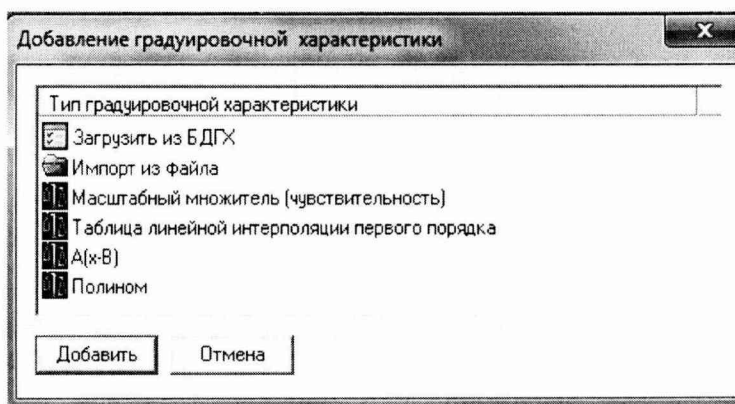 Добавление градуировочной характеристики
Тип градуировочной характеристики
Загрузить из БДГХ
Импорт из файла
Масштабный множитель (чувствительность)
Таблица линейной интерполяции первого порядка
A(x-B)
Полином
Добавить Отмена